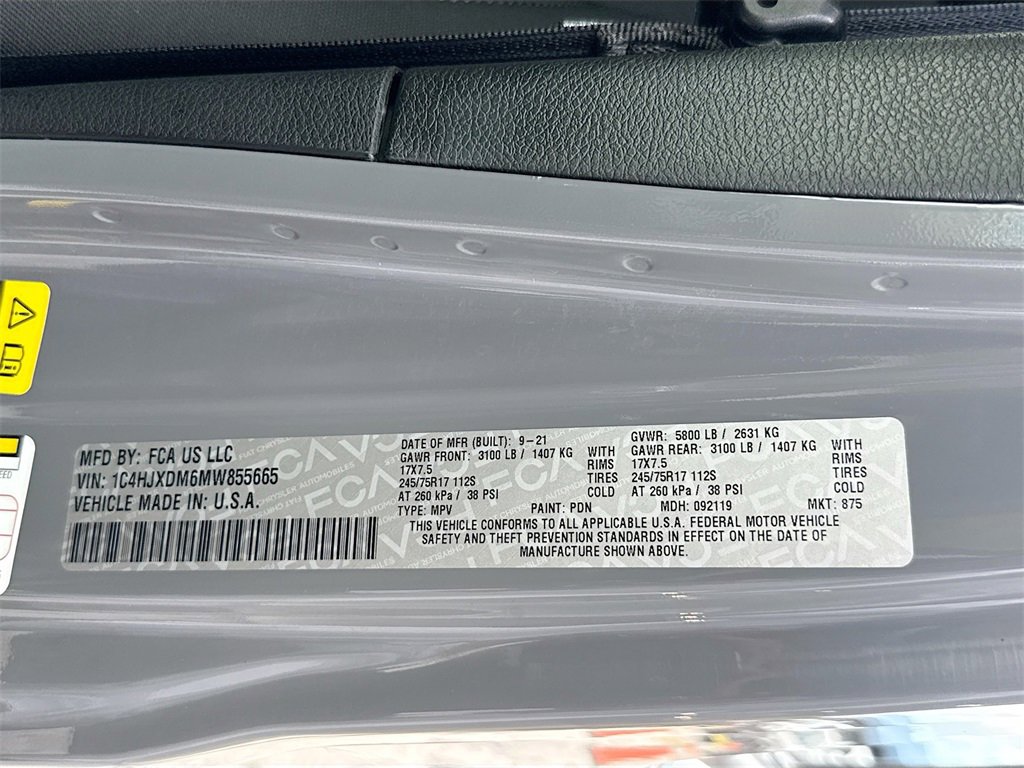 MFD BY: FCA US LLC
VIN: 1C4HJXDM6MW855665
VEHICLE MADE IN: U.S.A.
DATE OF MFR (BUILT): 9-21
GAWR FRONT: 3100 LB / 1407 KG WITH
17X7.5 RIMS
245/75R17 112S TIRES
AT 260 kPa / 38 PSI COLD
GVWR: 5800 LB / 2631 KG
GAWR REAR: 3100 LB / 1407 KG WITH
17X7.5 RIMS
245/75R17 112S TIRES
AT 260 kPa / 38 PSI COLD
TYPE: MPV PAINT: PDN MDH: 092119 MKT: 875
THIS VEHICLE CONFORMS TO ALL APPLICABLE U.S.A. FEDERAL MOTOR VEHICLE
SAFETY AND THEFT PREVENTION STANDARDS IN EFFECT ON THE DATE OF
MANUFACTURE SHOWN ABOVE.